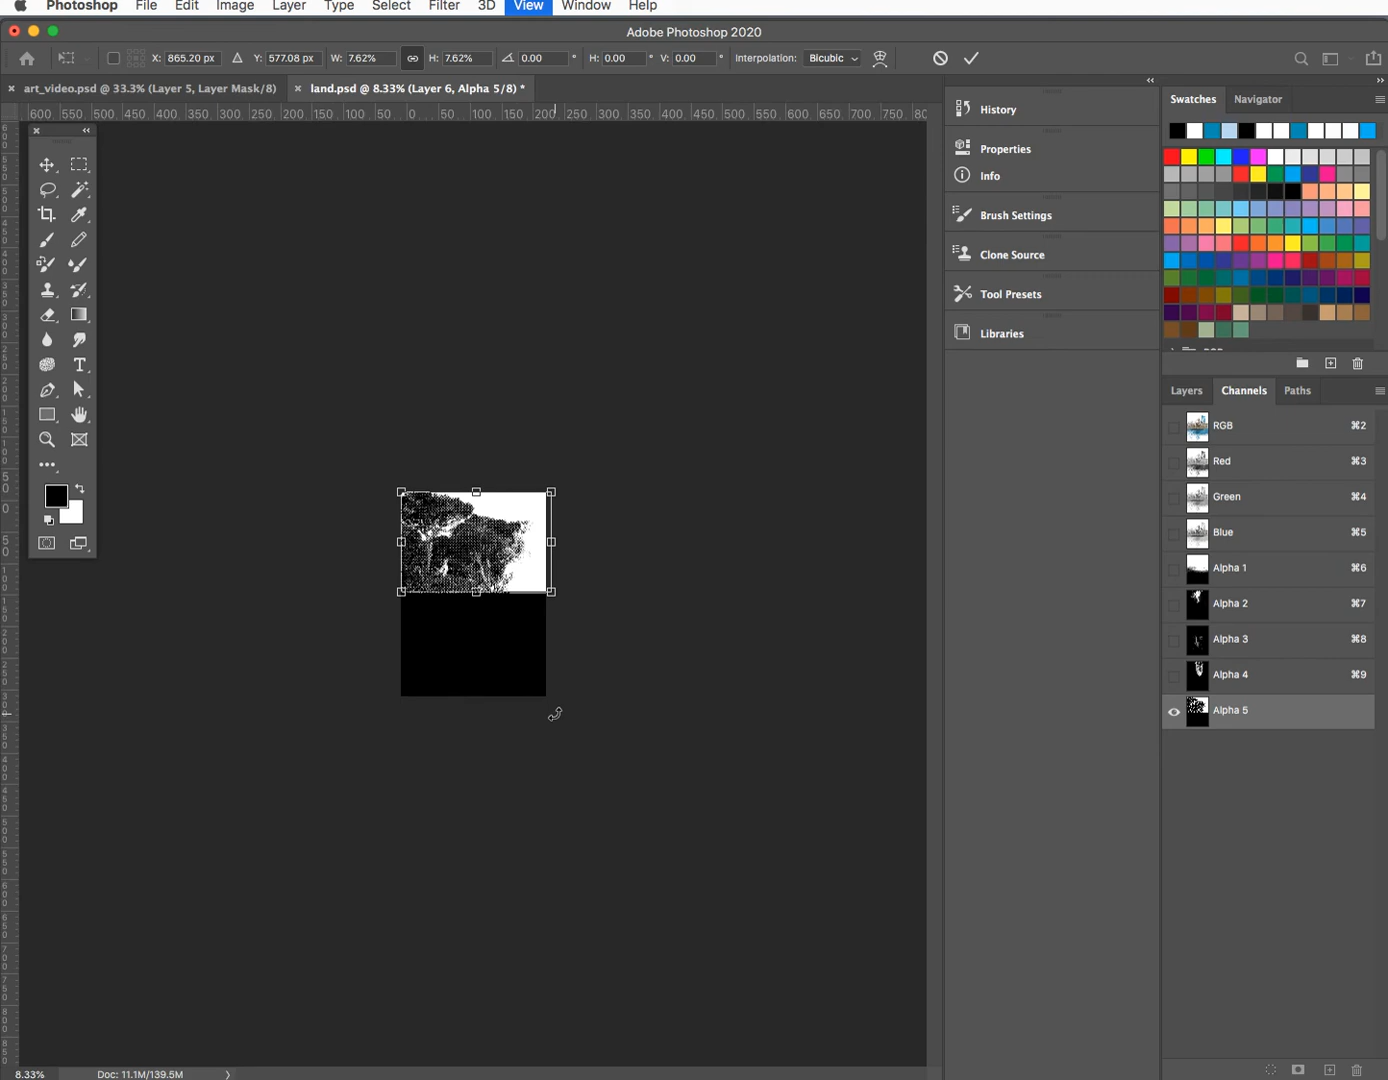 Photoshop File Edit Image Layer Type Select Filter 3D View Window Help
Adobe Photoshop 2020
X: 865.20 px Y: 577.08 px W: 7.62% H: 7.62% 0.00 ° H: 0.00 ° V: 0.00 ° Interpolation: Bicubic
art_video.psd @ 33.3% (Layer 5, Layer Mask/8) land.psd @ 8.33% (Layer 6, Alpha 5/8) *
600 550 500 450 400 350 300 250 200 150 100 50 0 50 100 150 200 250 300 350 400 450 500 550 600 650 700 750 80
History
Properties
Info
Brush Settings
Clone Source
Tool Presets
Libraries
Swatches Navigator
Layers Channels Paths
RGB ⌘2
Red ⌘3
Green ⌘4
Blue ⌘5
Alpha 1 ⌘6
Alpha 2 ⌘7
Alpha 3 ⌘8
Alpha 4 ⌘9
Alpha 5
8.33% Doc: 11.1M/139.5M